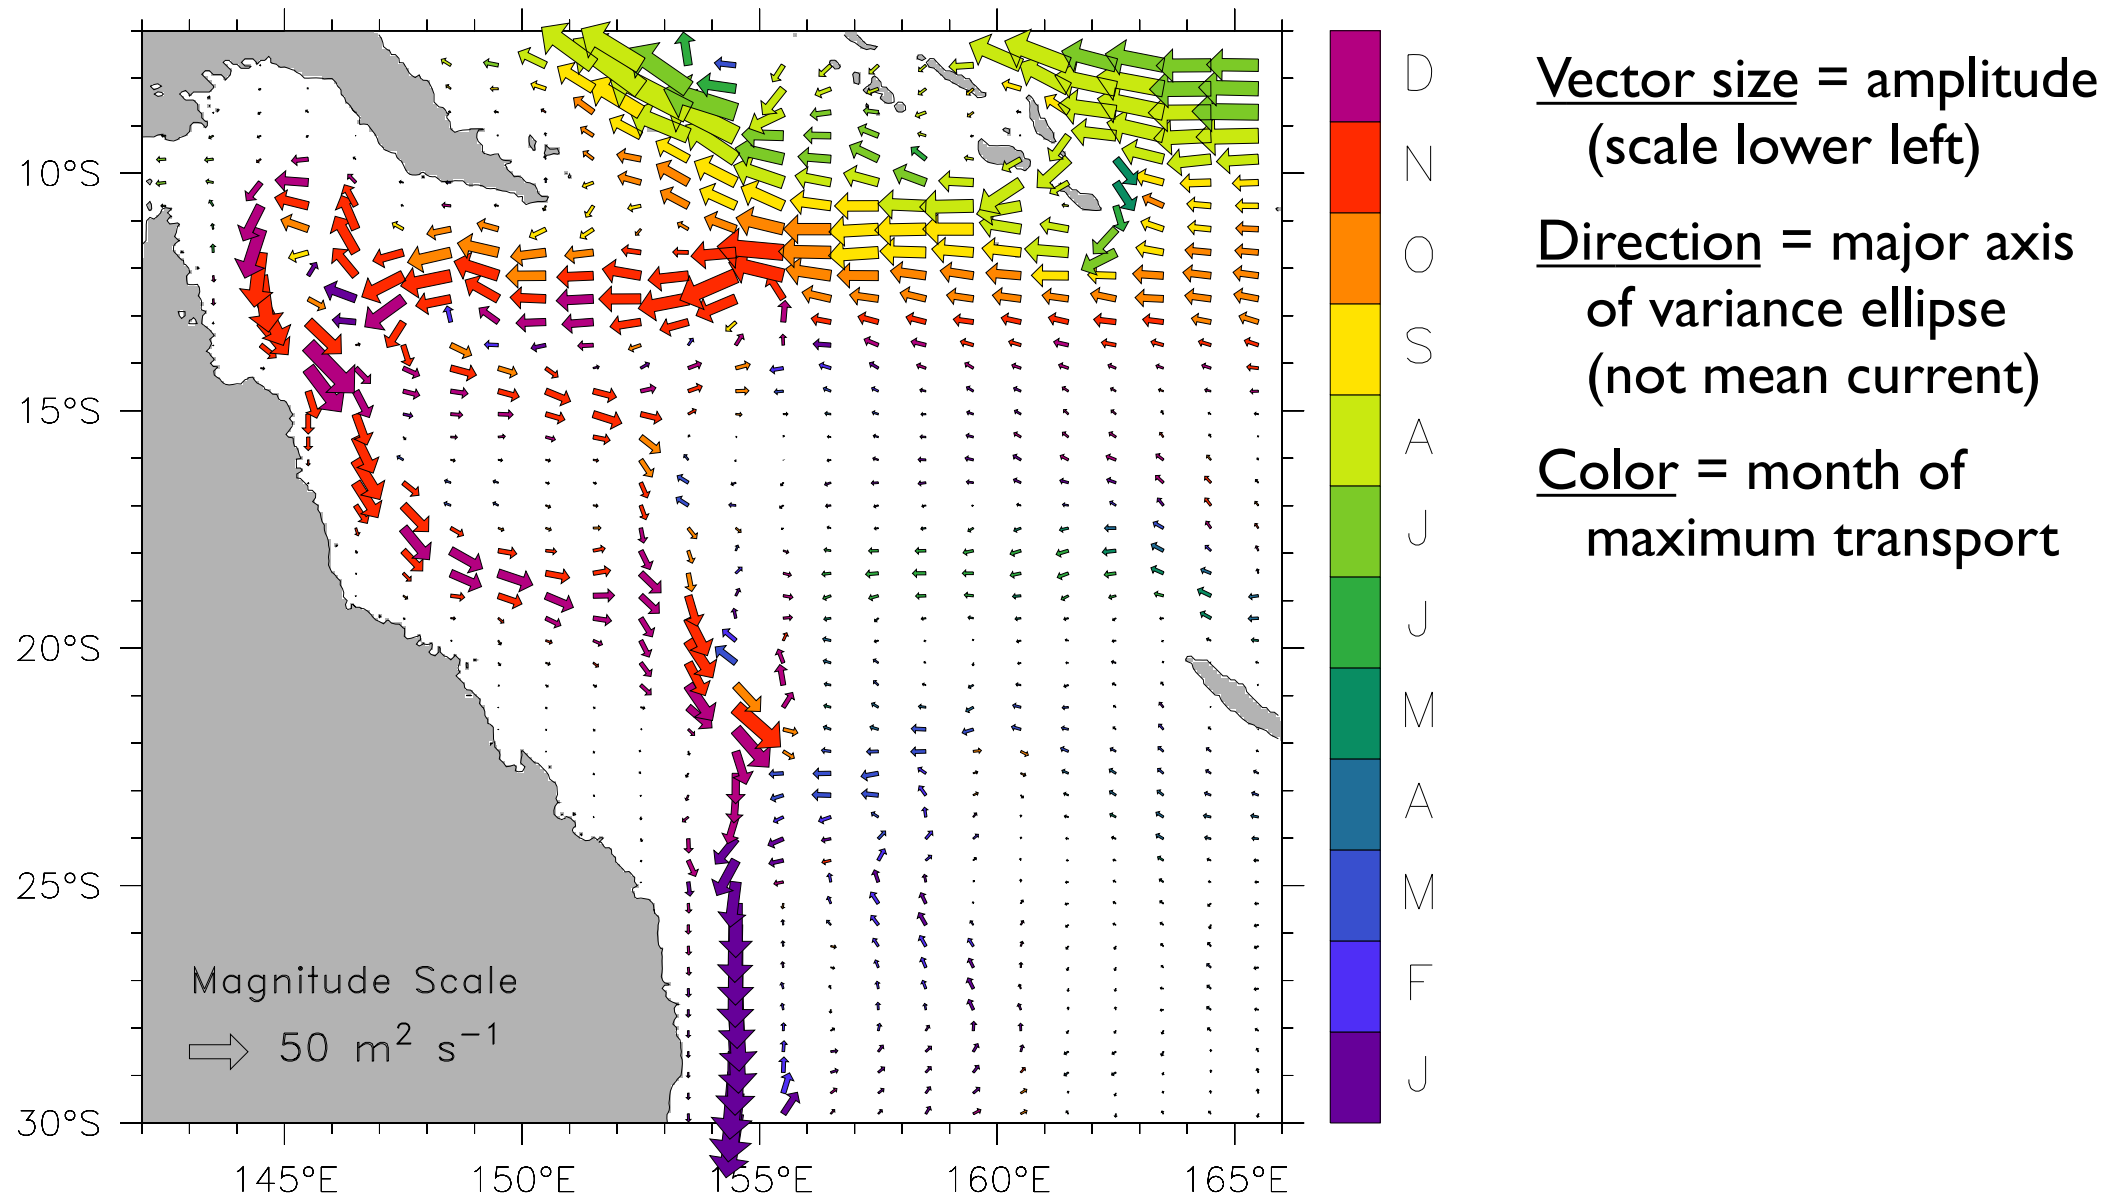 10°S
15°S
20°S
25°S
30°S
145°E
150°E
155°E
160°E
165°E
Magnitude Scale
50 m² s⁻¹
D
N
O
S
A
J
J
M
A
M
F
J
Vector size = amplitude
(scale lower left)
Direction = major axis
of variance ellipse
(not mean current)
Color = month of
maximum transport